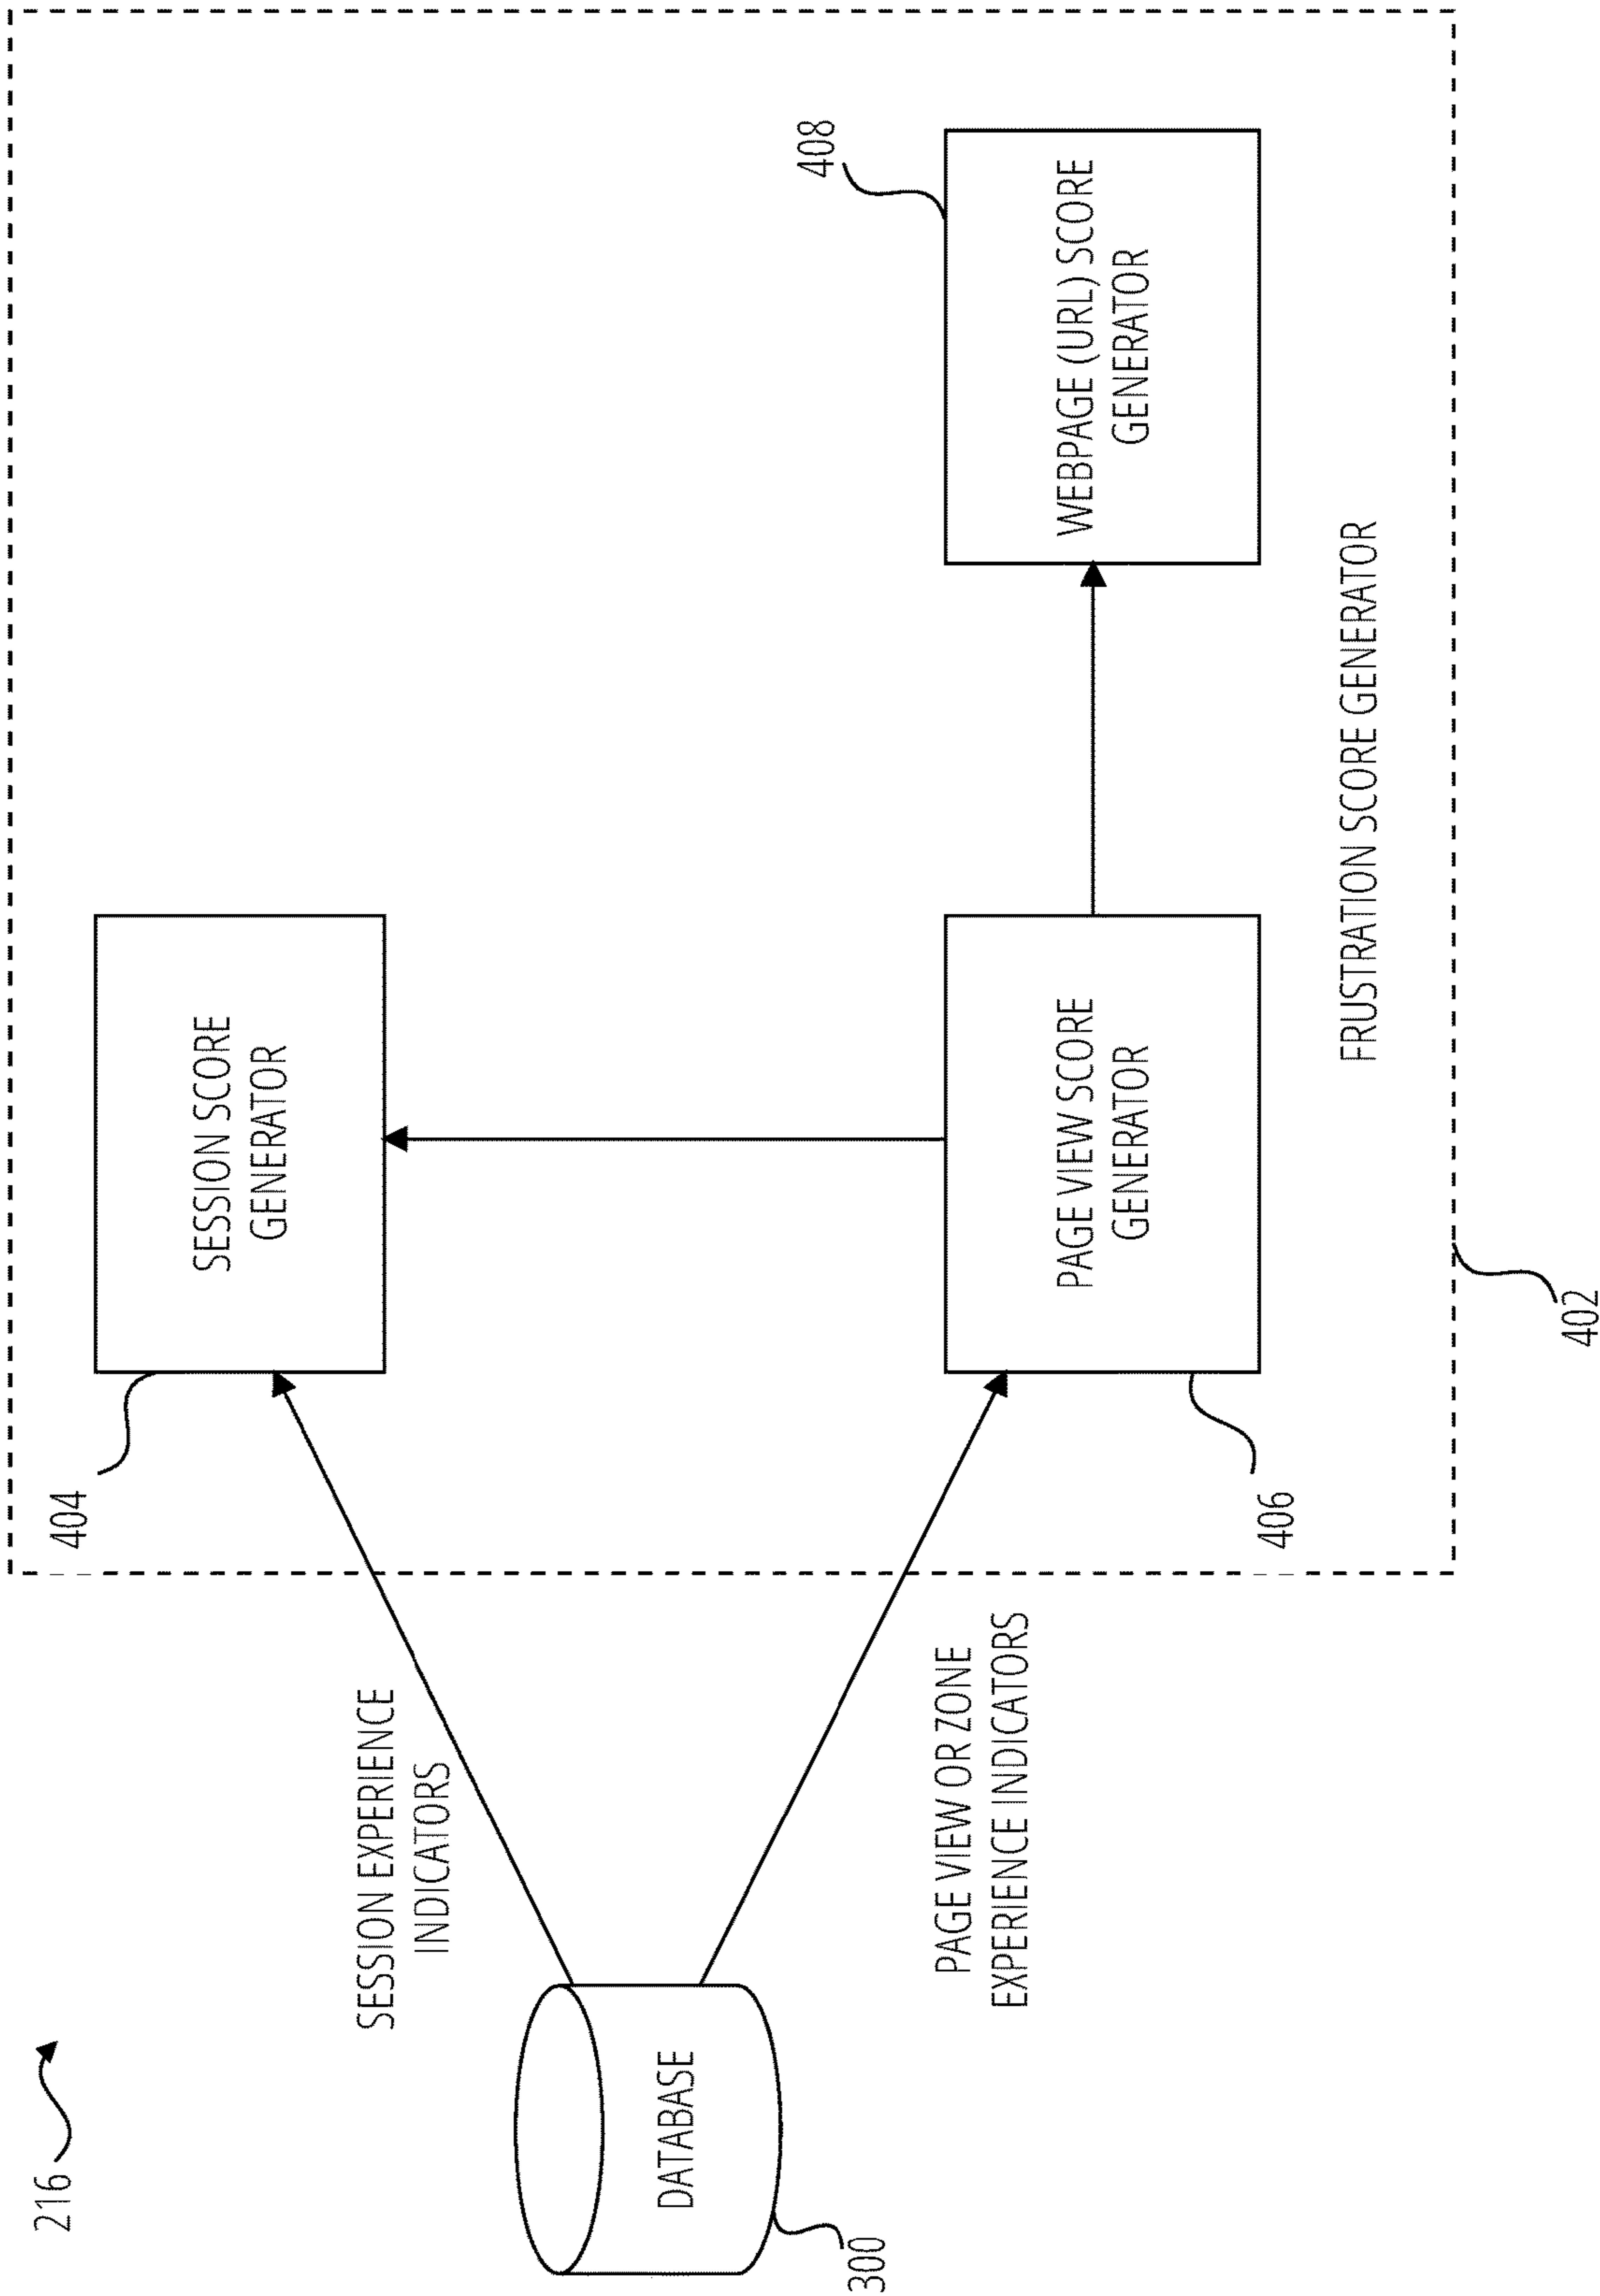 216
404
SESSION SCORE
GENERATOR
SESSION EXPERIENCE
INDICATORS
DATABASE
300
408
PAGE VIEW OR ZONE
EXPERIENCE INDICATORS
PAGE VIEW SCORE
GENERATOR
WEBPAGE (URL) SCORE
GENERATOR
406
FRUSTRATION SCORE GENERATOR
402